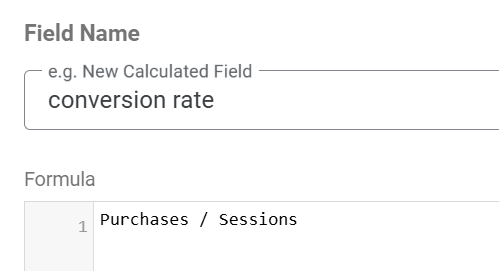 Field Name
e.g. New Calculated Field
conversion rate
Formula
1 Purchases / Sessions